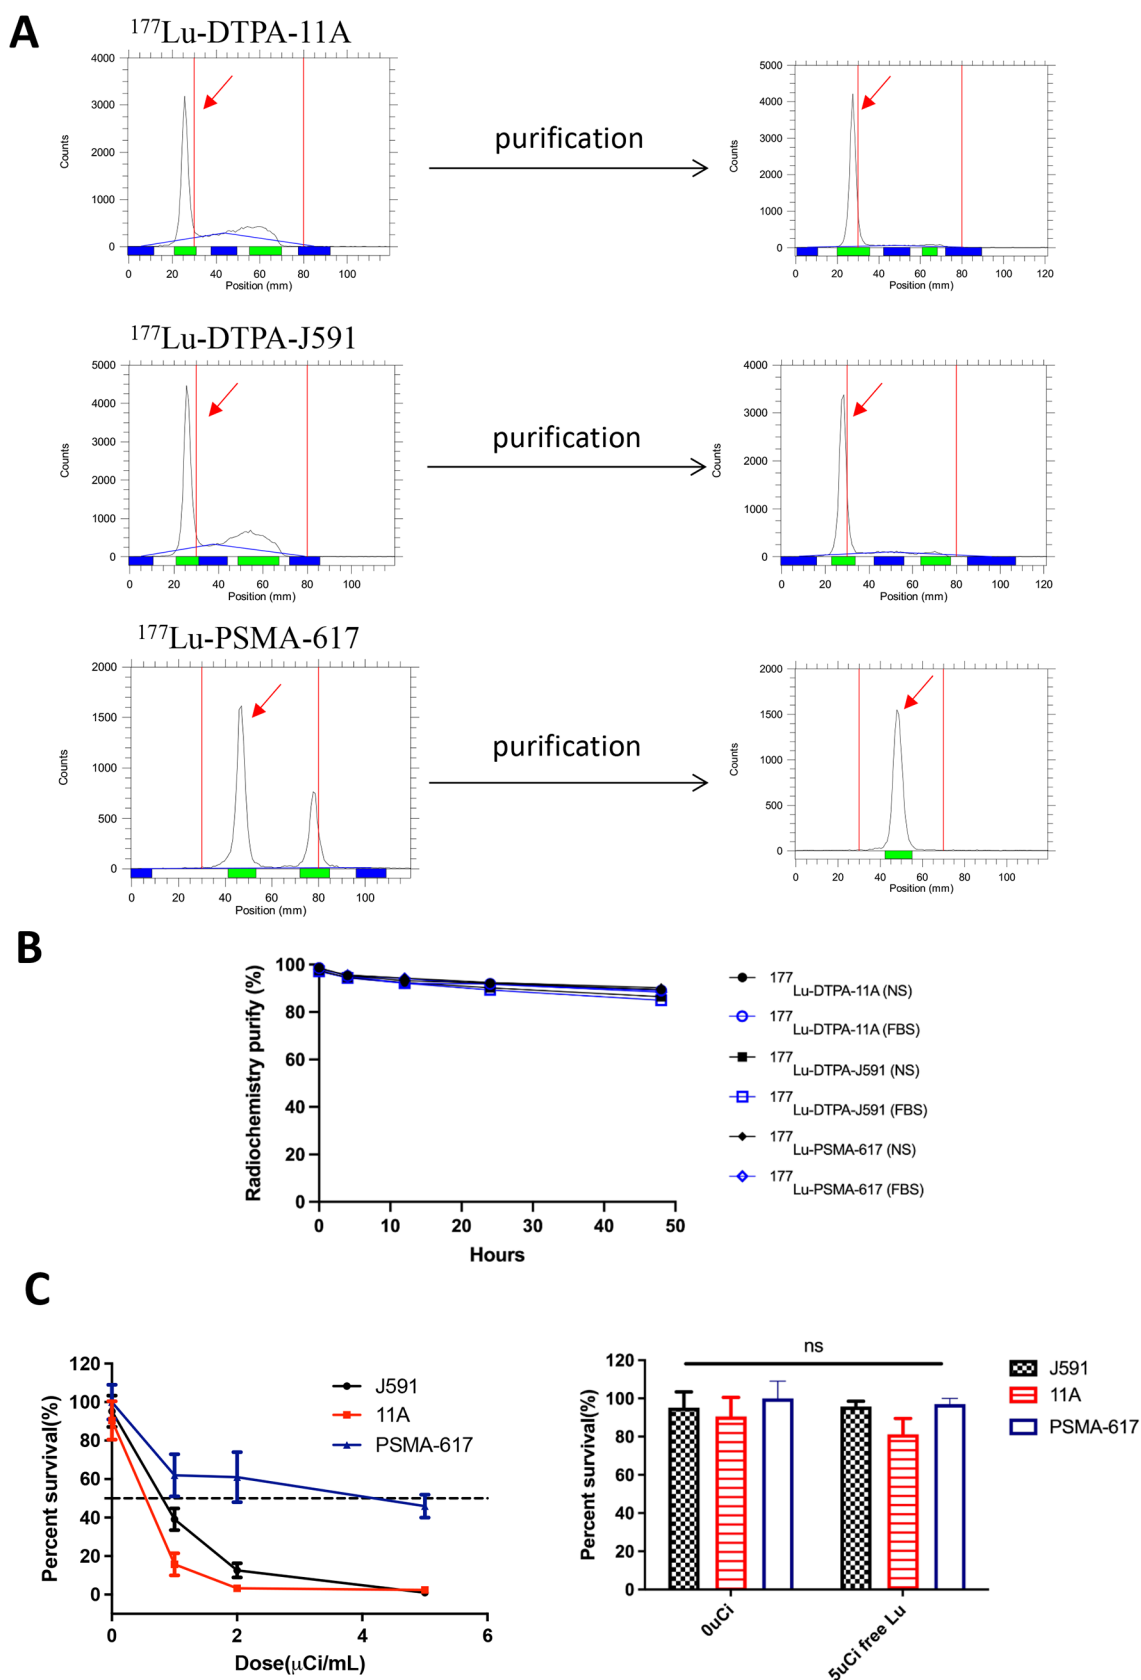 A
177Lu-DTPA-11A
4000
3000
2000
1000
0
Counts
0 20 40 60 80 100
Position (mm)
purification
5000
4000
3000
2000
1000
0
Counts
0 20 40 60 80 100 120
Position (mm)
177Lu-DTPA-J591
5000
4000
3000
2000
1000
0
Counts
0 20 40 60 80 100
Position (mm)
purification
4000
3000
2000
1000
0
Counts
0 20 40 60 80 100 120
Position (mm)
177Lu-PSMA-617
2000
1500
1000
500
0
Counts
0 20 40 60 80 100
Position (mm)
purification
2000
1500
1000
500
0
Counts
0 20 40 60 80 100
Position (mm)
B
Radiochemistry purify (%)
100
80
60
40
20
0
0 10 20 30 40 50
Hours
177Lu-DTPA-11A (NS)
177Lu-DTPA-11A (FBS)
177Lu-DTPA-J591 (NS)
177Lu-DTPA-J591 (FBS)
177Lu-PSMA-617 (NS)
177Lu-PSMA-617 (FBS)
C
Percent survival(%)
120
100
80
60
40
20
0
0 2 4 6
Dose(μCi/mL)
J591
11A
PSMA-617
Percent survival(%)
120
100
80
60
40
20
0
ns
0uCi
5uCi free Lu
J591
11A
PSMA-617